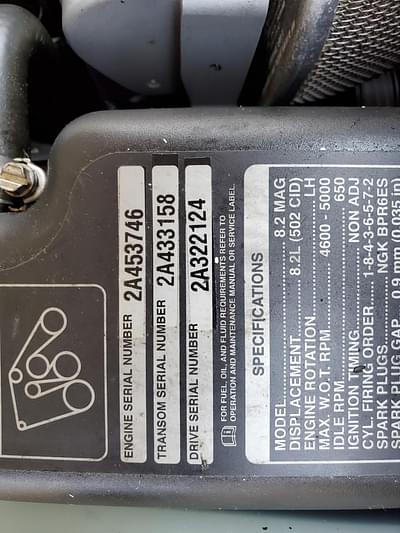 ENGINE SERIAL NUMBER 2A453746
TRANSOM SERIAL NUMBER 2A433158
DRIVE SERIAL NUMBER 2A322124
FOR FUEL, OIL, AND FLUID REQUIREMENTS REFER TO
OPERATION AND MAINTENANCE MANUAL OR SERVICE LABEL.
SPECIFICATIONS
MODEL 8.2 MAG
DISPLACEMENT 8.2L (502 CID)
ENGINE ROTATION LH
MAX. W.O.T. RPM 4600 - 5000
IDLE RPM 650
IGNITION TIMING NON ADJ
CYL. FIRING ORDER 1-8-4-3-6-5-7-2
SPARK PLUGS NGK BPR6ES
SPARK PLUG GAP 0.9 mm (.035 in)